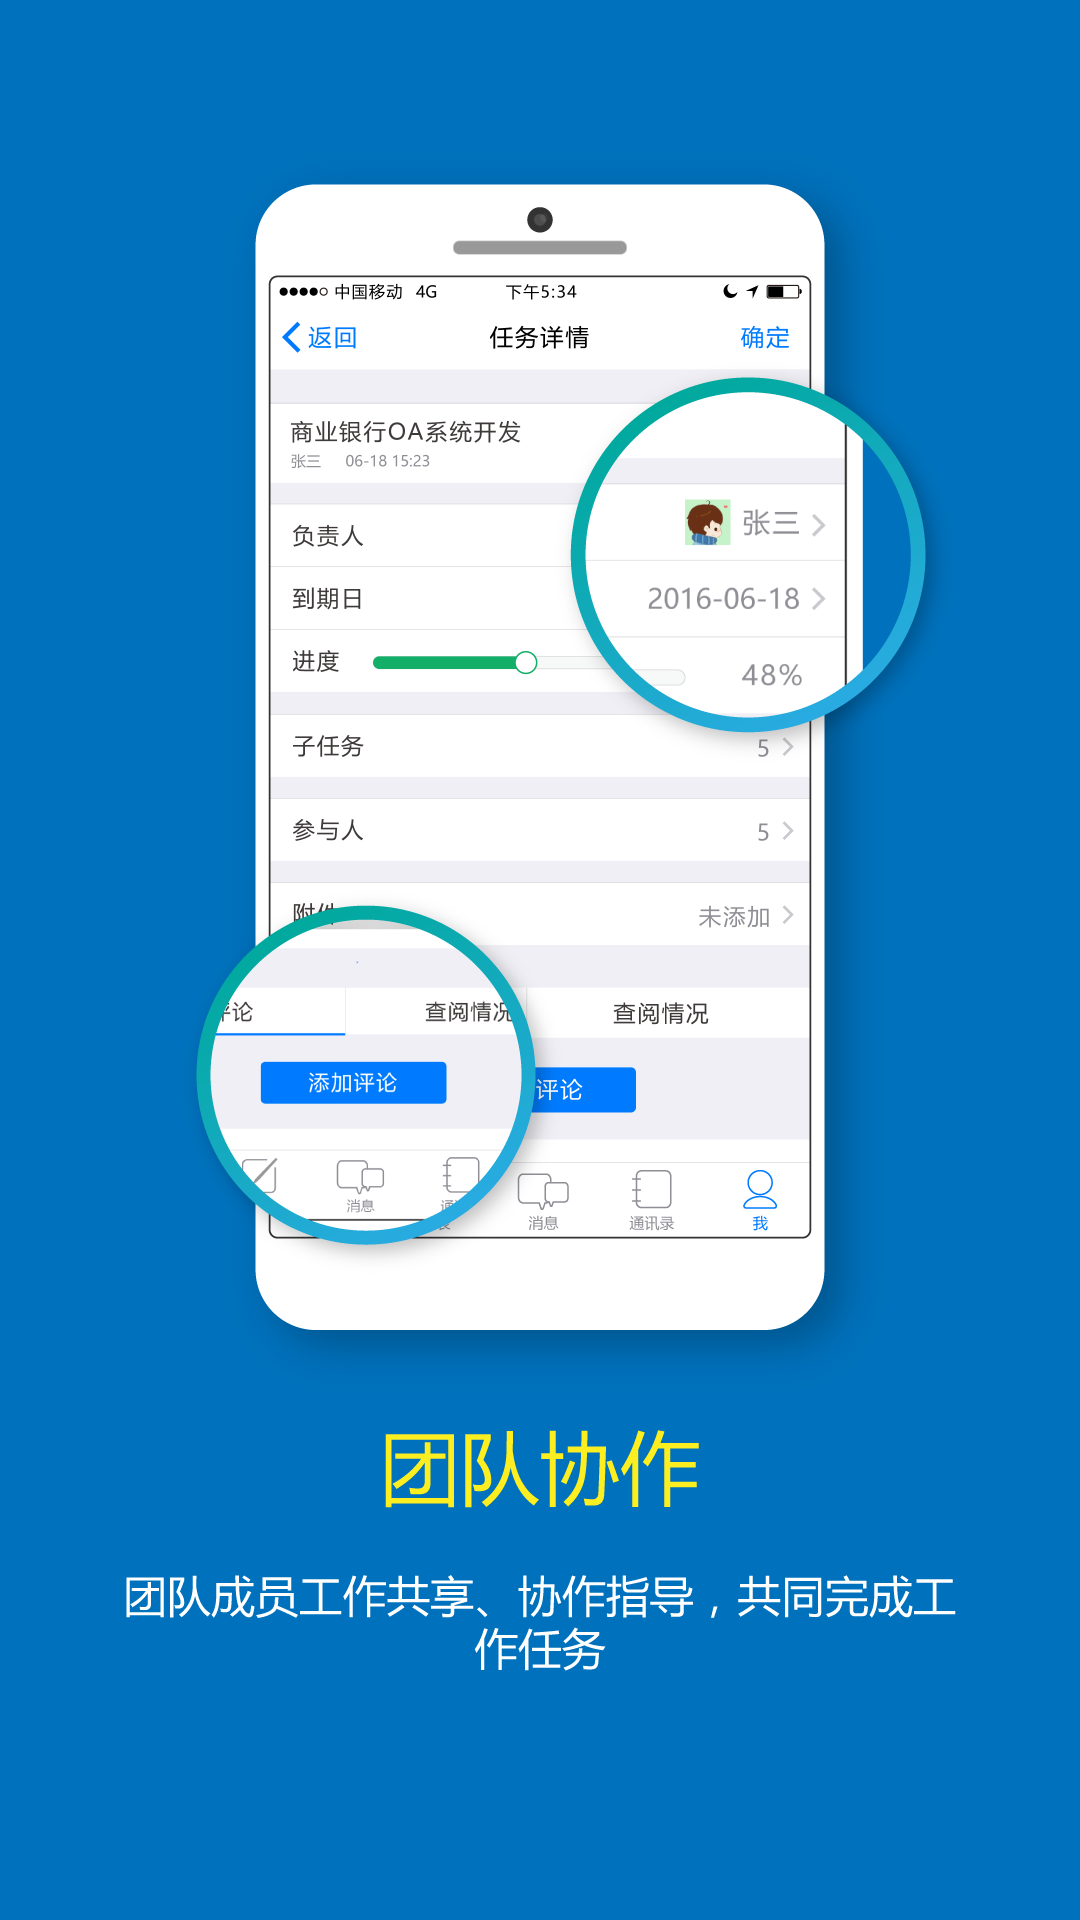 中国移动 4G 下午5:34
返回 任务详情 确定
商业银行OA系统开发
张三 06-18 15:23
负责人 张三
到期日 2016-06-18
进度 48%
子任务 5
参与人 5
附件 未添加
评论 查阅情况 查阅情况
添加评论 评论
消息 通 消息 通讯录 我
团队协作
团队成员工作共享、协作指导，共同完成工
作任务